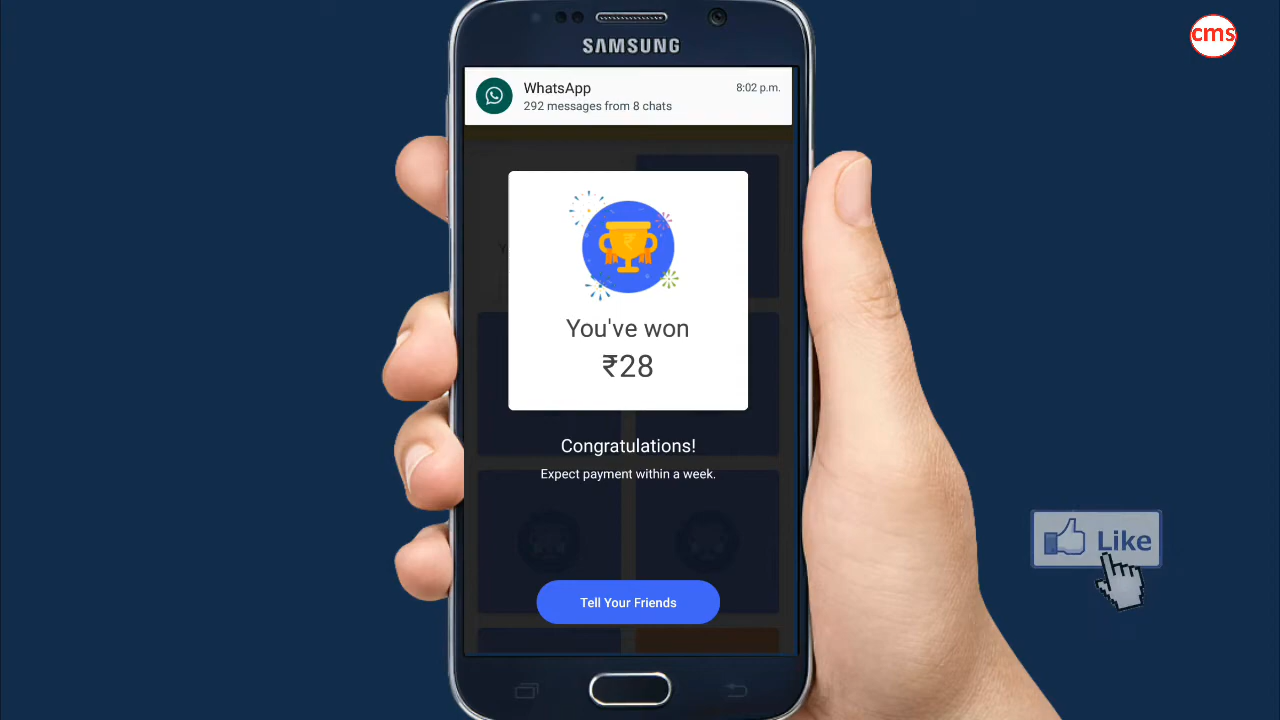 SAMSUNG
cms
WhatsApp
8:02 p.m.
292 messages from 8 chats
You've won
₹28
Congratulations!
Expect payment within a week.
Like
Tell Your Friends